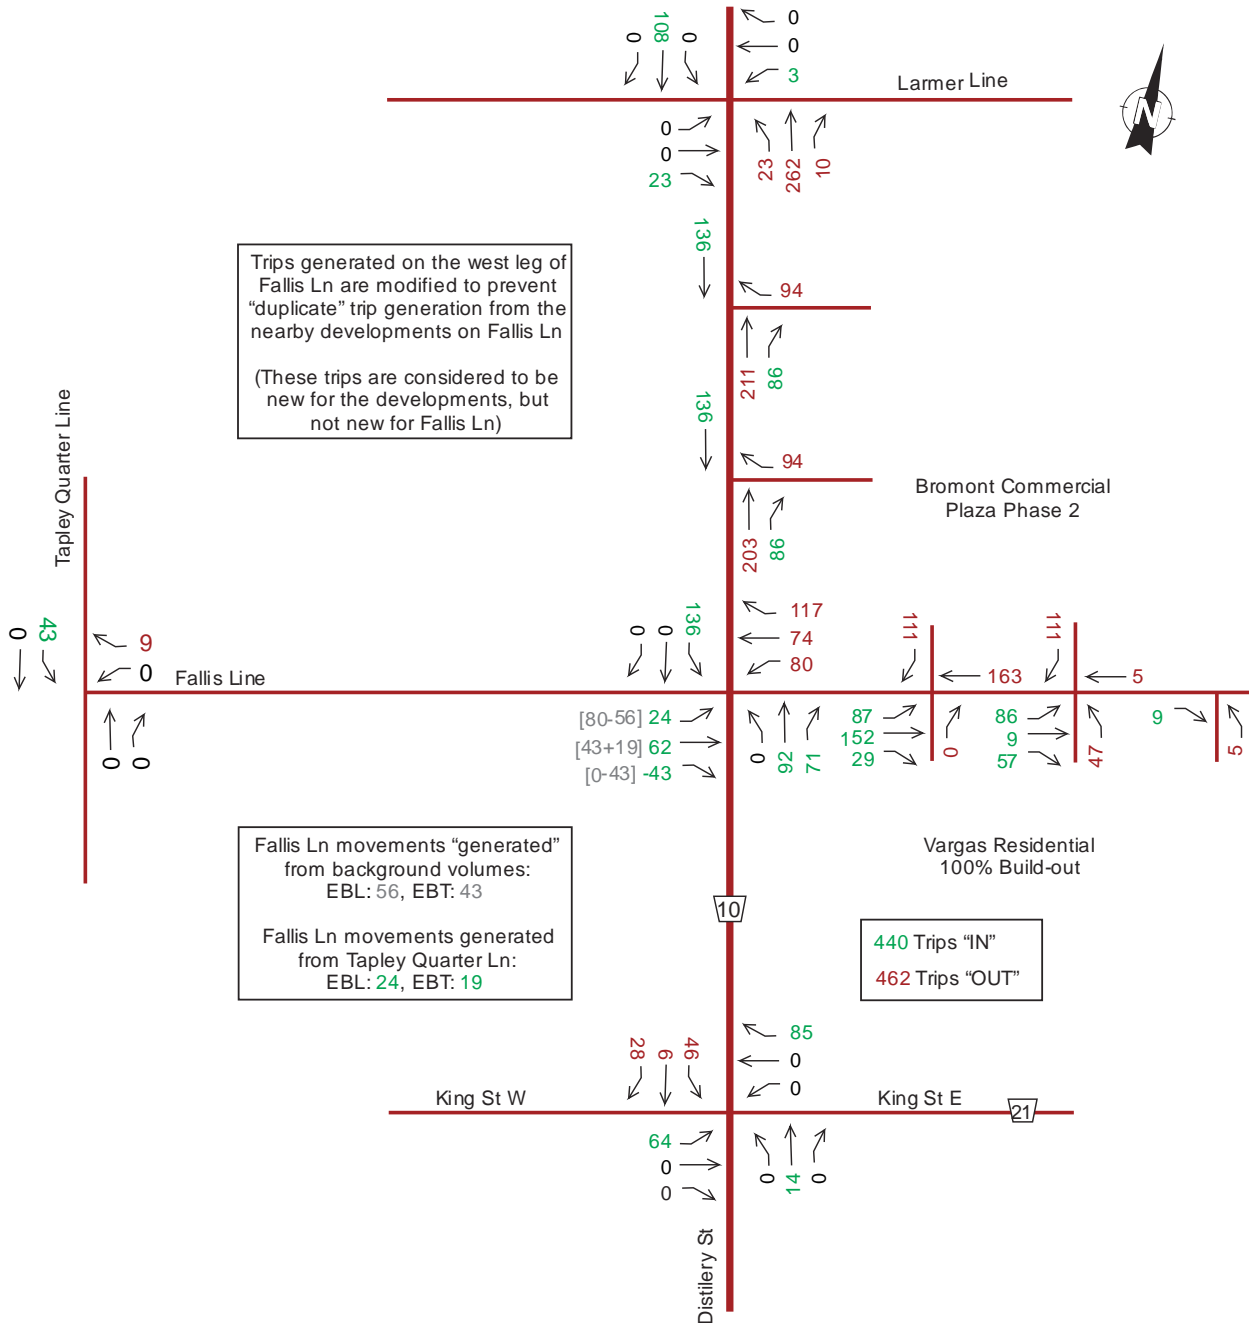 0
108
0
0
0
3
Larmer Line
N
0
0
23
23
262
10
136
94
211
86
Trips generated on the west leg of
Fallis Ln are modified to prevent
“duplicate” trip generation from the
nearby developments on Fallis Ln
(These trips are considered to be
new for the developments, but
not new for Fallis Ln)
136
94
203
86
Bromont Commercial
Plaza Phase 2
Tapley Quarter Line
0
43
9
0
0
0
Fallis Line
0
0
136
117
74
80
[80-56] 24
[43+19] 62
[0-43] -43
0
92
71
111
163
87
152
29
0
111
5
86
9
57
47
9
5
Fallis Ln movements “generated”
from background volumes:
EBL: 56, EBT: 43
Fallis Ln movements generated
from Tapley Quarter Ln:
EBL: 24, EBT: 19
Vargas Residential
100% Build-out
10
440 Trips “IN”
462 Trips “OUT”
28
6
46
85
0
0
King St W
King St E
21
64
0
0
0
14
0
Distilery St